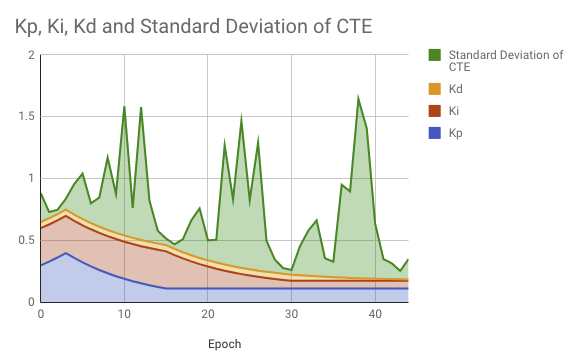 Kp, Ki, Kd and Standard Deviation of CTE
2
1.5
1
0.5
0
0
10
20
30
40
Epoch
Standard Deviation of
CTE
Kd
Ki
Kp